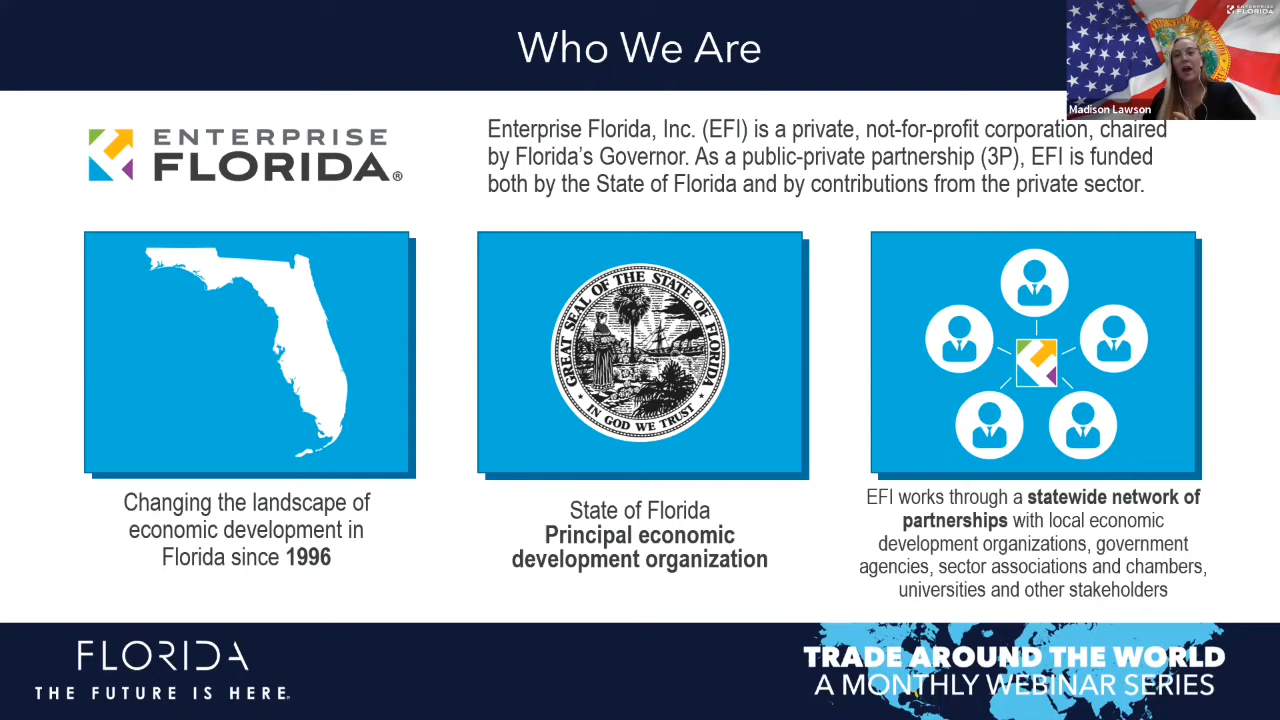 Who We Are
ENTERPRISE
FLORIDA
Madison Lawson
ENTERPRISE
FLORIDA®
Enterprise Florida, Inc. (EFI) is a private, not-for-profit corporation, chaired
by Florida’s Governor. As a public-private partnership (3P), EFI is funded
both by the State of Florida and by contributions from the private sector.
GREAT SEAL OF THE STATE OF FLORIDA
IN GOD WE TRUST
Changing the landscape of
economic development in
Florida since 1996
State of Florida
Principal economic
development organization
EFI works through a statewide network of
partnerships with local economic
development organizations, government
agencies, sector associations and chambers,
universities and other stakeholders
FLORIDA
THE FUTURE IS HERE.
TRADE AROUND THE WORLD
A MONTHLY WEBINAR SERIES